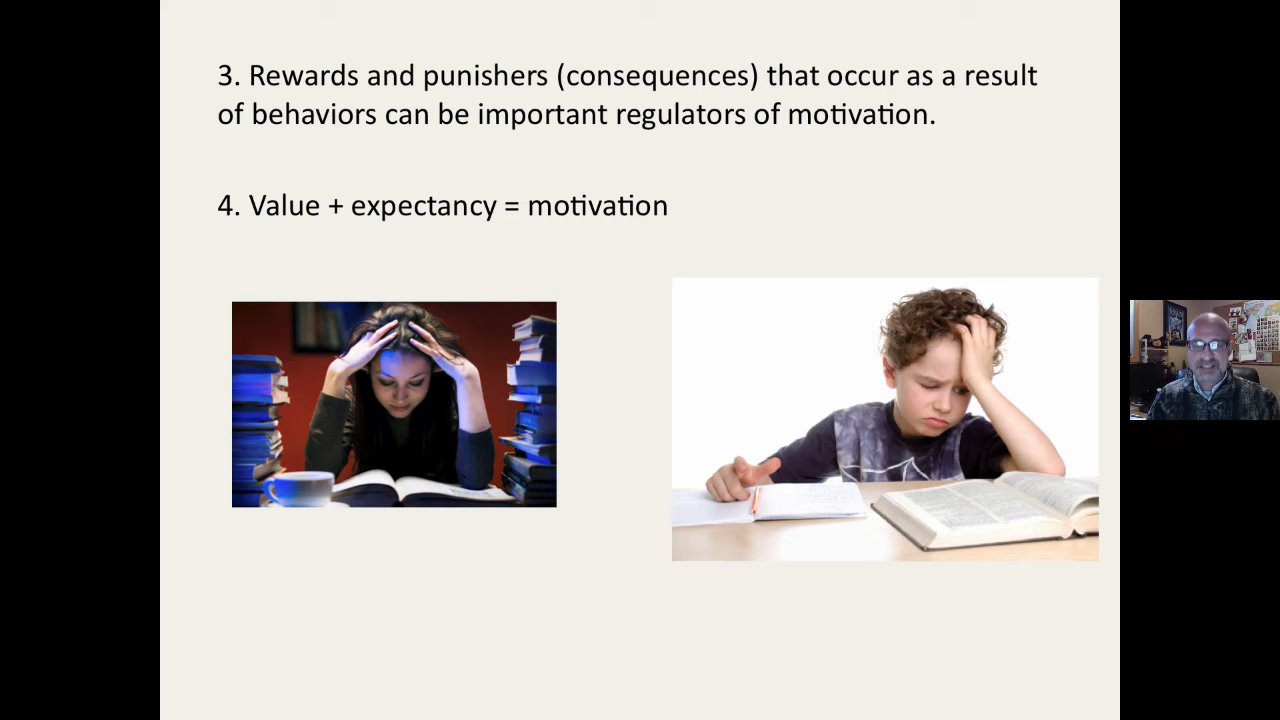 3. Rewards and punishers (consequences) that occur as a result
of behaviors can be important regulators of motivation.
4. Value + expectancy = motivation